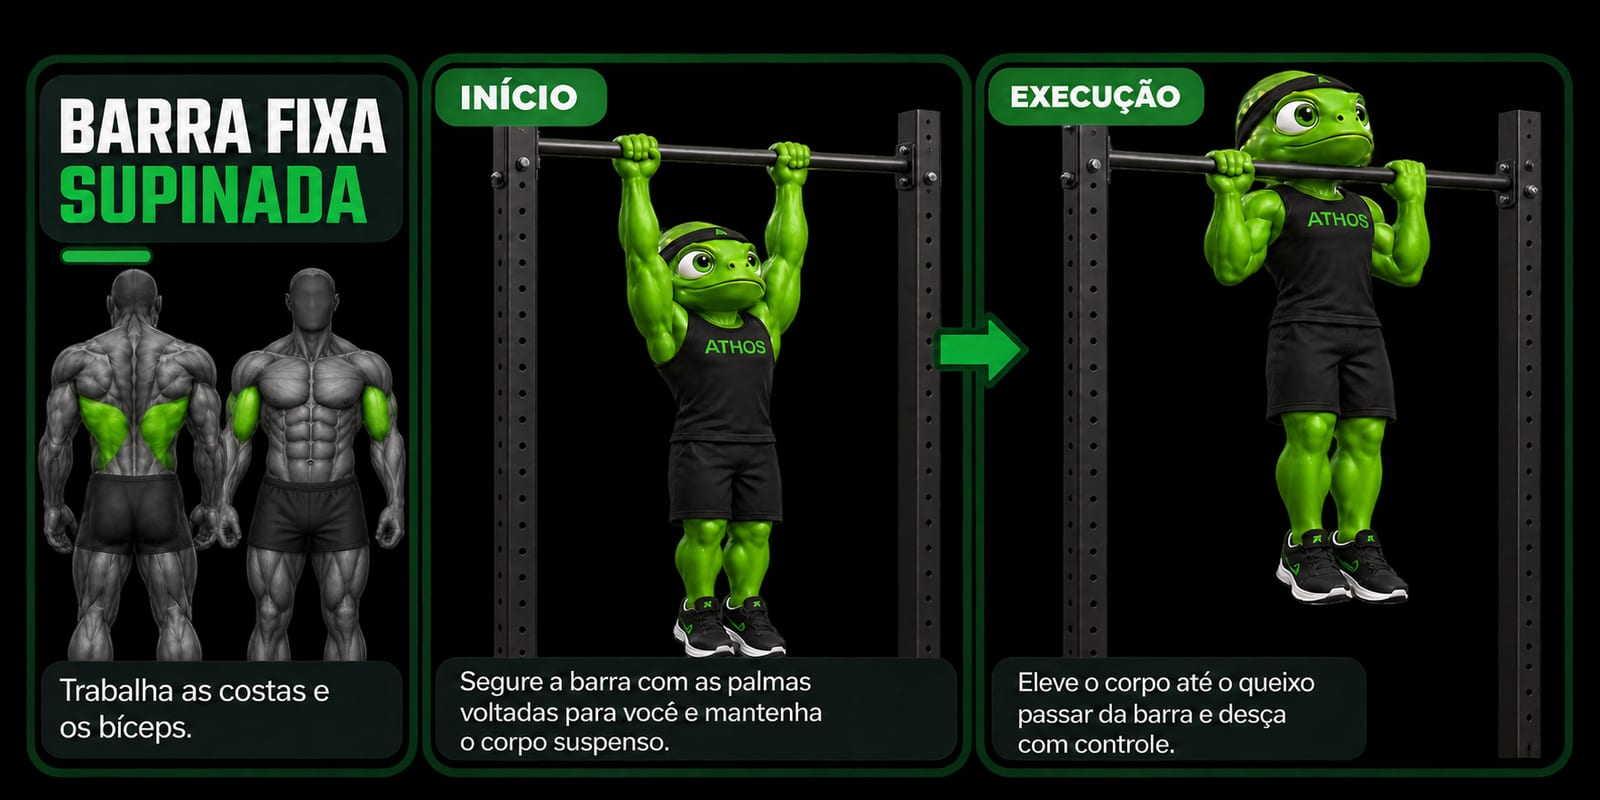 BARRA FIXA
SUPINADA
Trabalha as costas e
os bíceps.
INÍCIO
ATHOS
Segure a barra com as palmas
voltadas para você e mantenha
o corpo suspenso.
EXECUÇÃO
ATHOS
Eleve o corpo até o queixo
passar da barra e desça
com controle.